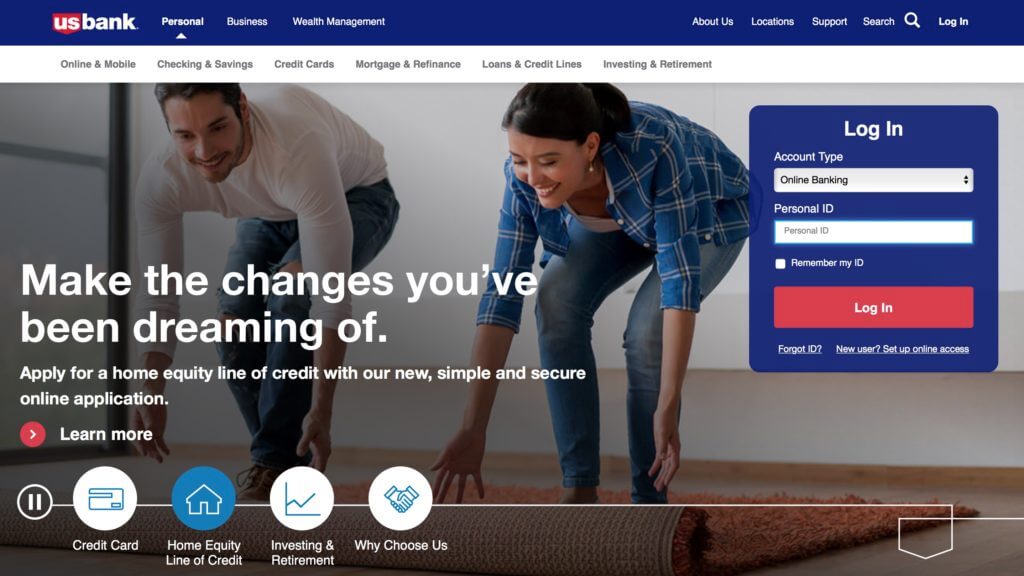 usbank
Personal
Business
Wealth Management
About Us
Locations
Support
Search
Log In
Online & Mobile
Checking & Savings
Credit Cards
Mortgage & Refinance
Loans & Credit Lines
Investing & Retirement
Make the changes you’ve
been dreaming of.
Apply for a home equity line of credit with our new, simple and secure
online application.
Learn more
Log In
Account Type
Online Banking
Personal ID
Personal ID
Remember my ID
Log In
Forgot ID?
New user? Set up online access
Credit Card
Home Equity
Line of Credit
Investing &
Retirement
Why Choose Us